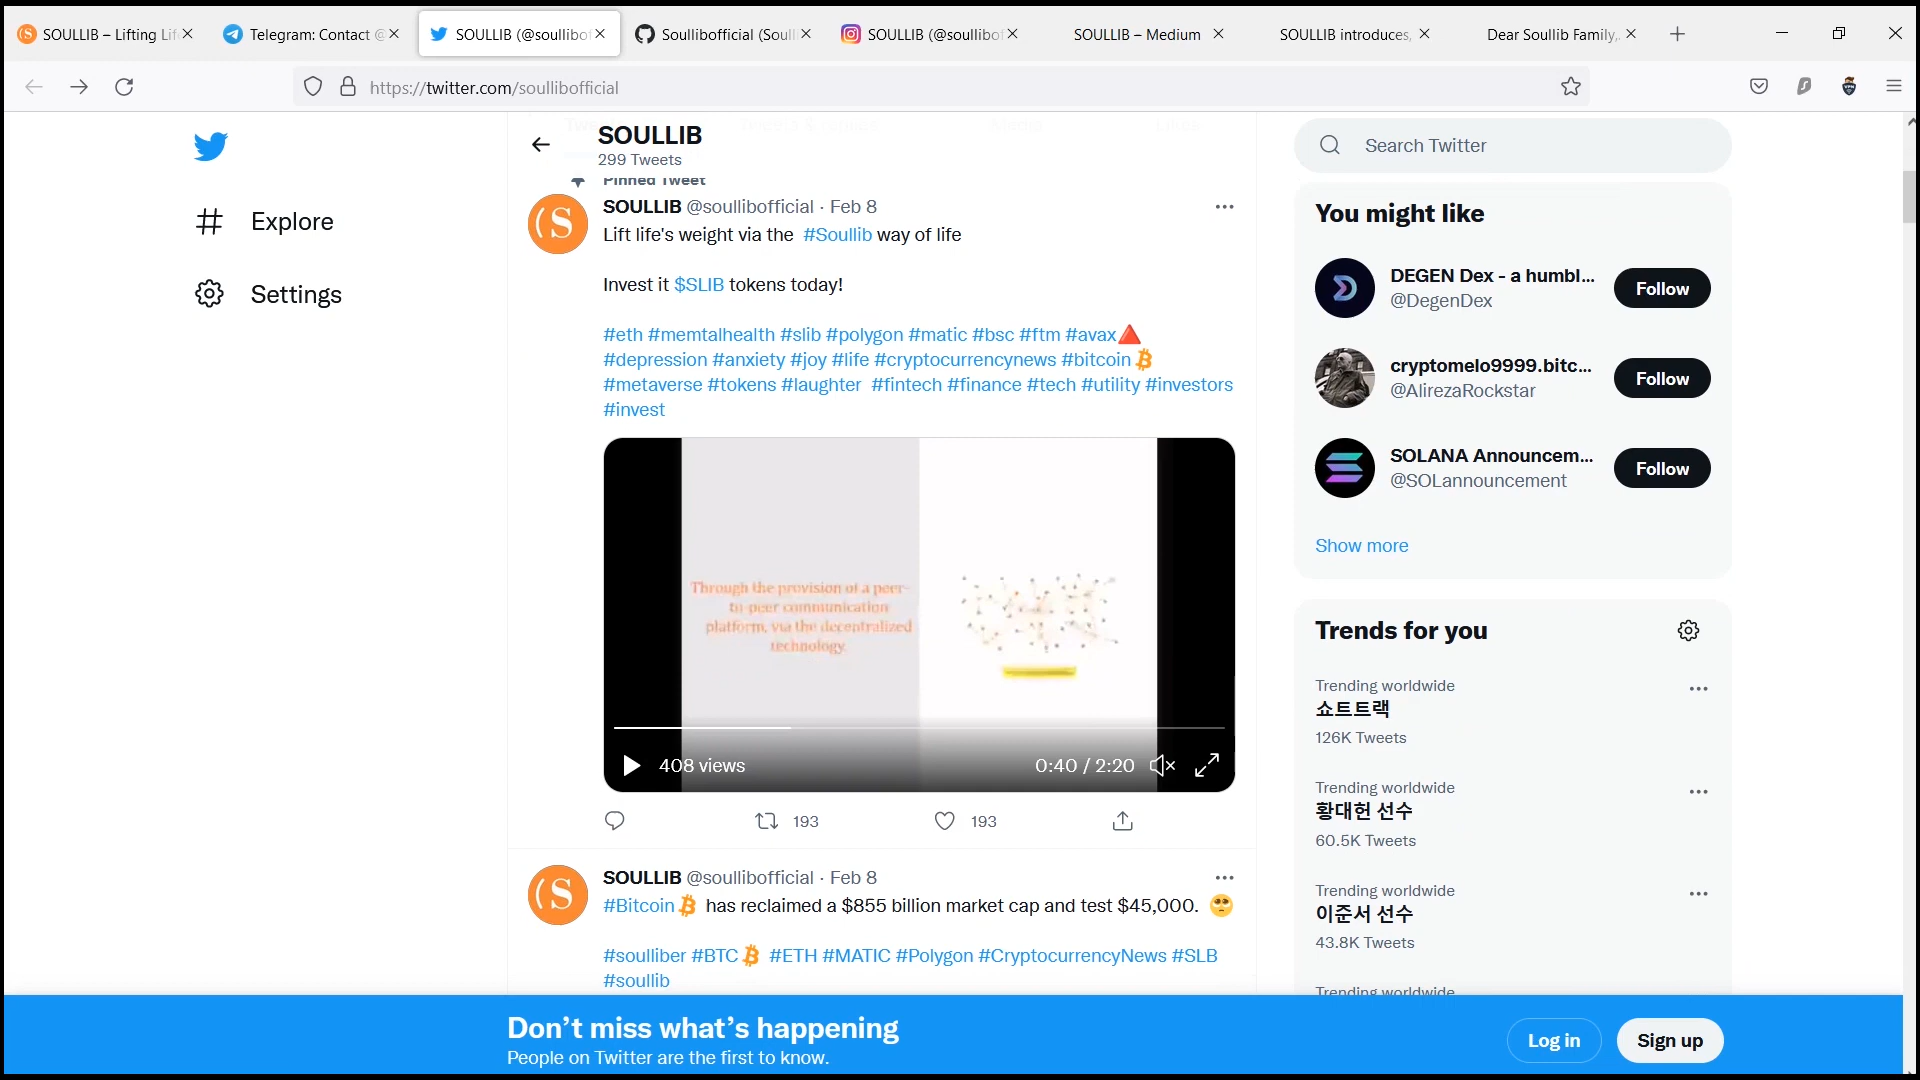 SOULLIB – Lifting Li
Telegram: Contact @
SOULLIB (@soullibof
Soullibofficial (Soull
SOULLIB (@soullibof
SOULLIB – Medium
SOULLIB introduces,
Dear Soullib Family,
https://twitter.com/soullibofficial
SOULLIB
299 Tweets
Explore
Settings
Pinned Tweet
SOULLIB @soullibofficial · Feb 8
Lift life's weight via the #Soullib way of life
Invest it $SLIB tokens today!
#eth #memtalhealth #slib #polygon #matic #bsc #ftm #avax
#depression #anxiety #joy #life #cryptocurrencynews #bitcoin
#metaverse #tokens #laughter #fintech #finance #tech #utility #investors
#invest
Through the provision of a peer-
to-peer communication
platform, via the decentralized
technology.
408 views
0:40 / 2:20
193
193
SOULLIB @soullibofficial · Feb 8
#Bitcoin has reclaimed a $855 billion market cap and test $45,000.
#soulliber #BTC #ETH #MATIC #Polygon #CryptocurrencyNews #SLB
#soullib
Search Twitter
You might like
DEGEN Dex - a humbl...
@DegenDex
Follow
cryptomelo9999.bitc...
@AlirezaRockstar
Follow
SOLANA Announcem...
@SOLannouncement
Follow
Show more
Trends for you
Trending worldwide
쇼트트랙
126K Tweets
Trending worldwide
황대헌 선수
60.5K Tweets
Trending worldwide
이준서 선수
43.8K Tweets
Trending worldwide
Don't miss what's happening
People on Twitter are the first to know.
Log in
Sign up